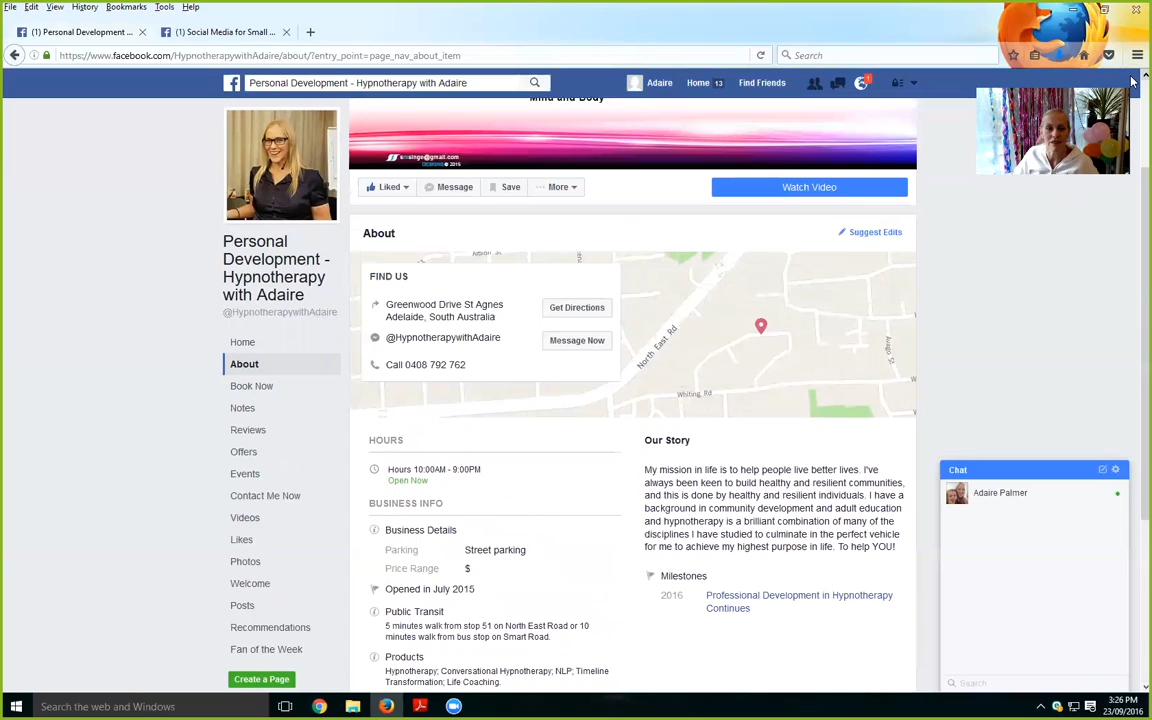 File Edit View History Bookmarks Tools Help
(1) Personal Development ... × (1) Social Media for Small ... × +
https://www.facebook.com/HypnotherapywithAdaire/about/?entry_point=page_nav_about_item
Search
Personal Development - Hypnotherapy with Adaire
Adaire Home 13 Find Friends
1
Mind and Body
2015
Liked Message Save More
Watch Video
Personal
Development -
Hypnotherapy
with Adaire
@HypnotherapywithAdaire
Home
About
Book Now
Notes
Reviews
Offers
Events
Contact Me Now
Videos
Likes
Photos
Welcome
Posts
Recommendations
Fan of the Week
Create a Page
About
Suggest Edits
FIND US
Greenwood Drive St Agnes
Adelaide, South Australia
Get Directions
@HypnotherapywithAdaire
Message Now
Call 0408 792 762
North East Rd
Whiting Rd
Avago St
HOURS
Hours 10:00AM - 9:00PM
Open Now
BUSINESS INFO
Business Details
Parking Street parking
Price Range $
Opened in July 2015
Public Transit
5 minutes walk from stop 51 on North East Road or 10
minutes walk from bus stop on Smart Road.
Products
Hypnotherapy; Conversational Hypnotherapy; NLP; Timeline
Transformation; Life Coaching.
Our Story
My mission in life is to help people live better lives. I've
always been keen to build healthy and resilient communities,
and this is done by healthy and resilient individuals. I have a
background in community development and adult education
and hypnotherapy is a brilliant combination of many of the
disciplines I have studied to culminate in the perfect vehicle
for me to achieve my highest purpose in life. To help YOU!
Milestones
2016 Professional Development in Hypnotherapy
Continues
Chat
Adaire Palmer
Search
Search the web and Windows
3:26 PM
23/09/2016